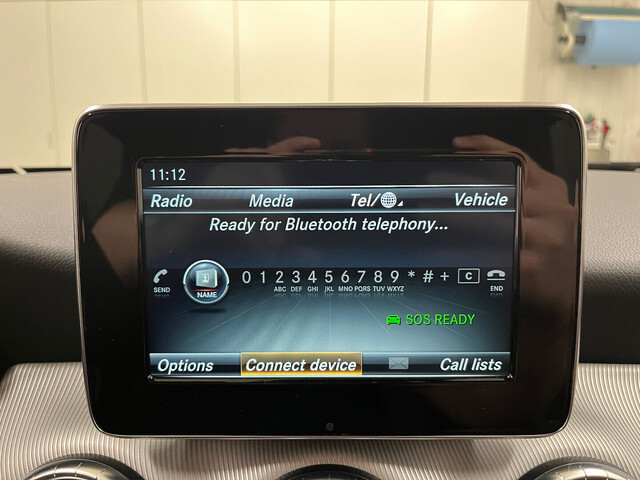 11:12
Radio Media Tel/ Vehicle
Ready for Bluetooth telephony...
0 1 2 3 4 5 6 7 8 9 * # + C
SEND NAME ABC DEF GHI JKL MNO PQRS TUV WXYZ END
SOS READY
Options Connect device Call lists